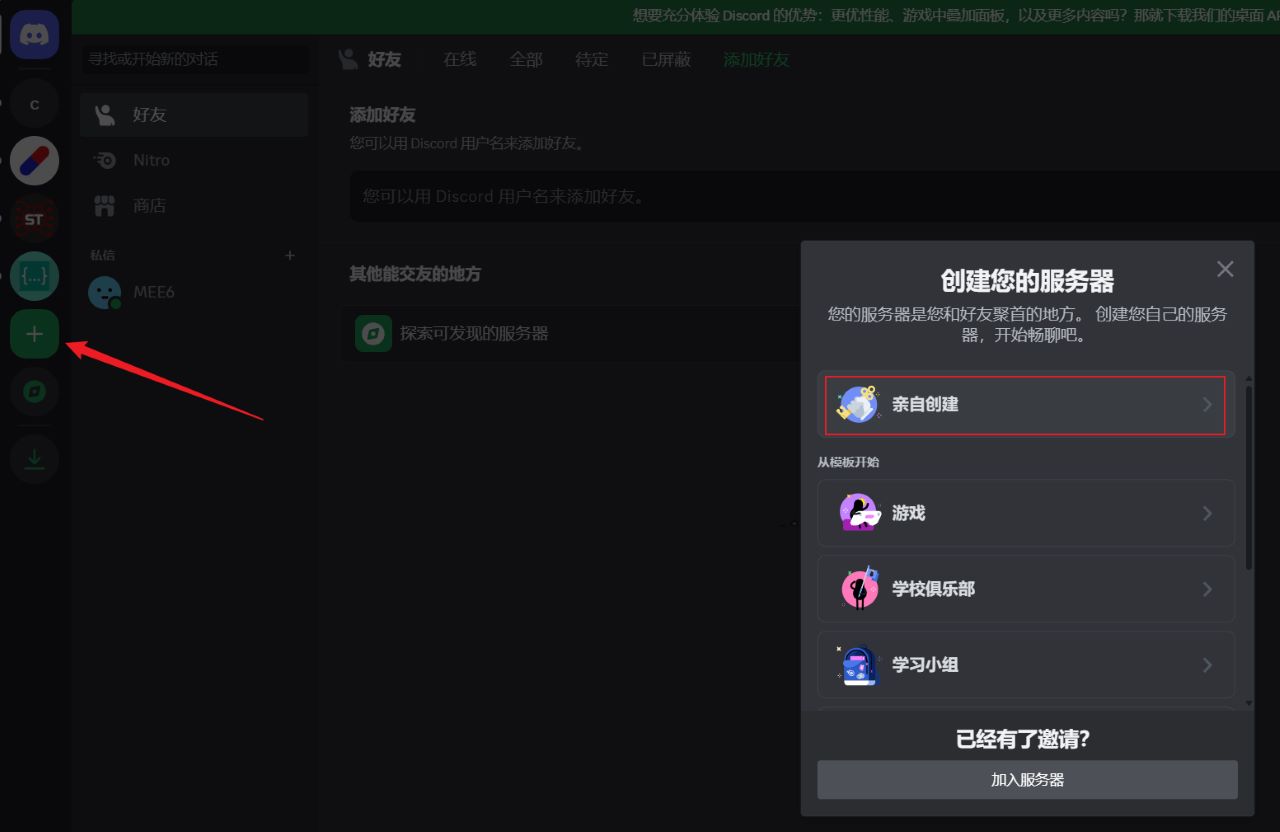 想要充分体验 Discord 的优势：更优性能、游戏中叠加面板，以及更多内容吗？那就下载我们的桌面 AP
寻找或开始新的对话
好友
在线
全部
待定
已屏蔽
添加好友
C
ST
{...}
好友
Nitro
商店
私信
MEE6
添加好友
您可以用 Discord 用户名来添加好友。
您可以用 Discord 用户名来添加好友。
其他能交友的地方
探索可发现的服务器
创建您的服务器
您的服务器是您和好友聚首的地方。 创建您自己的服务
器，开始畅聊吧。
亲自创建
从模板开始
游戏
学校俱乐部
学习小组
已经有了邀请？
加入服务器